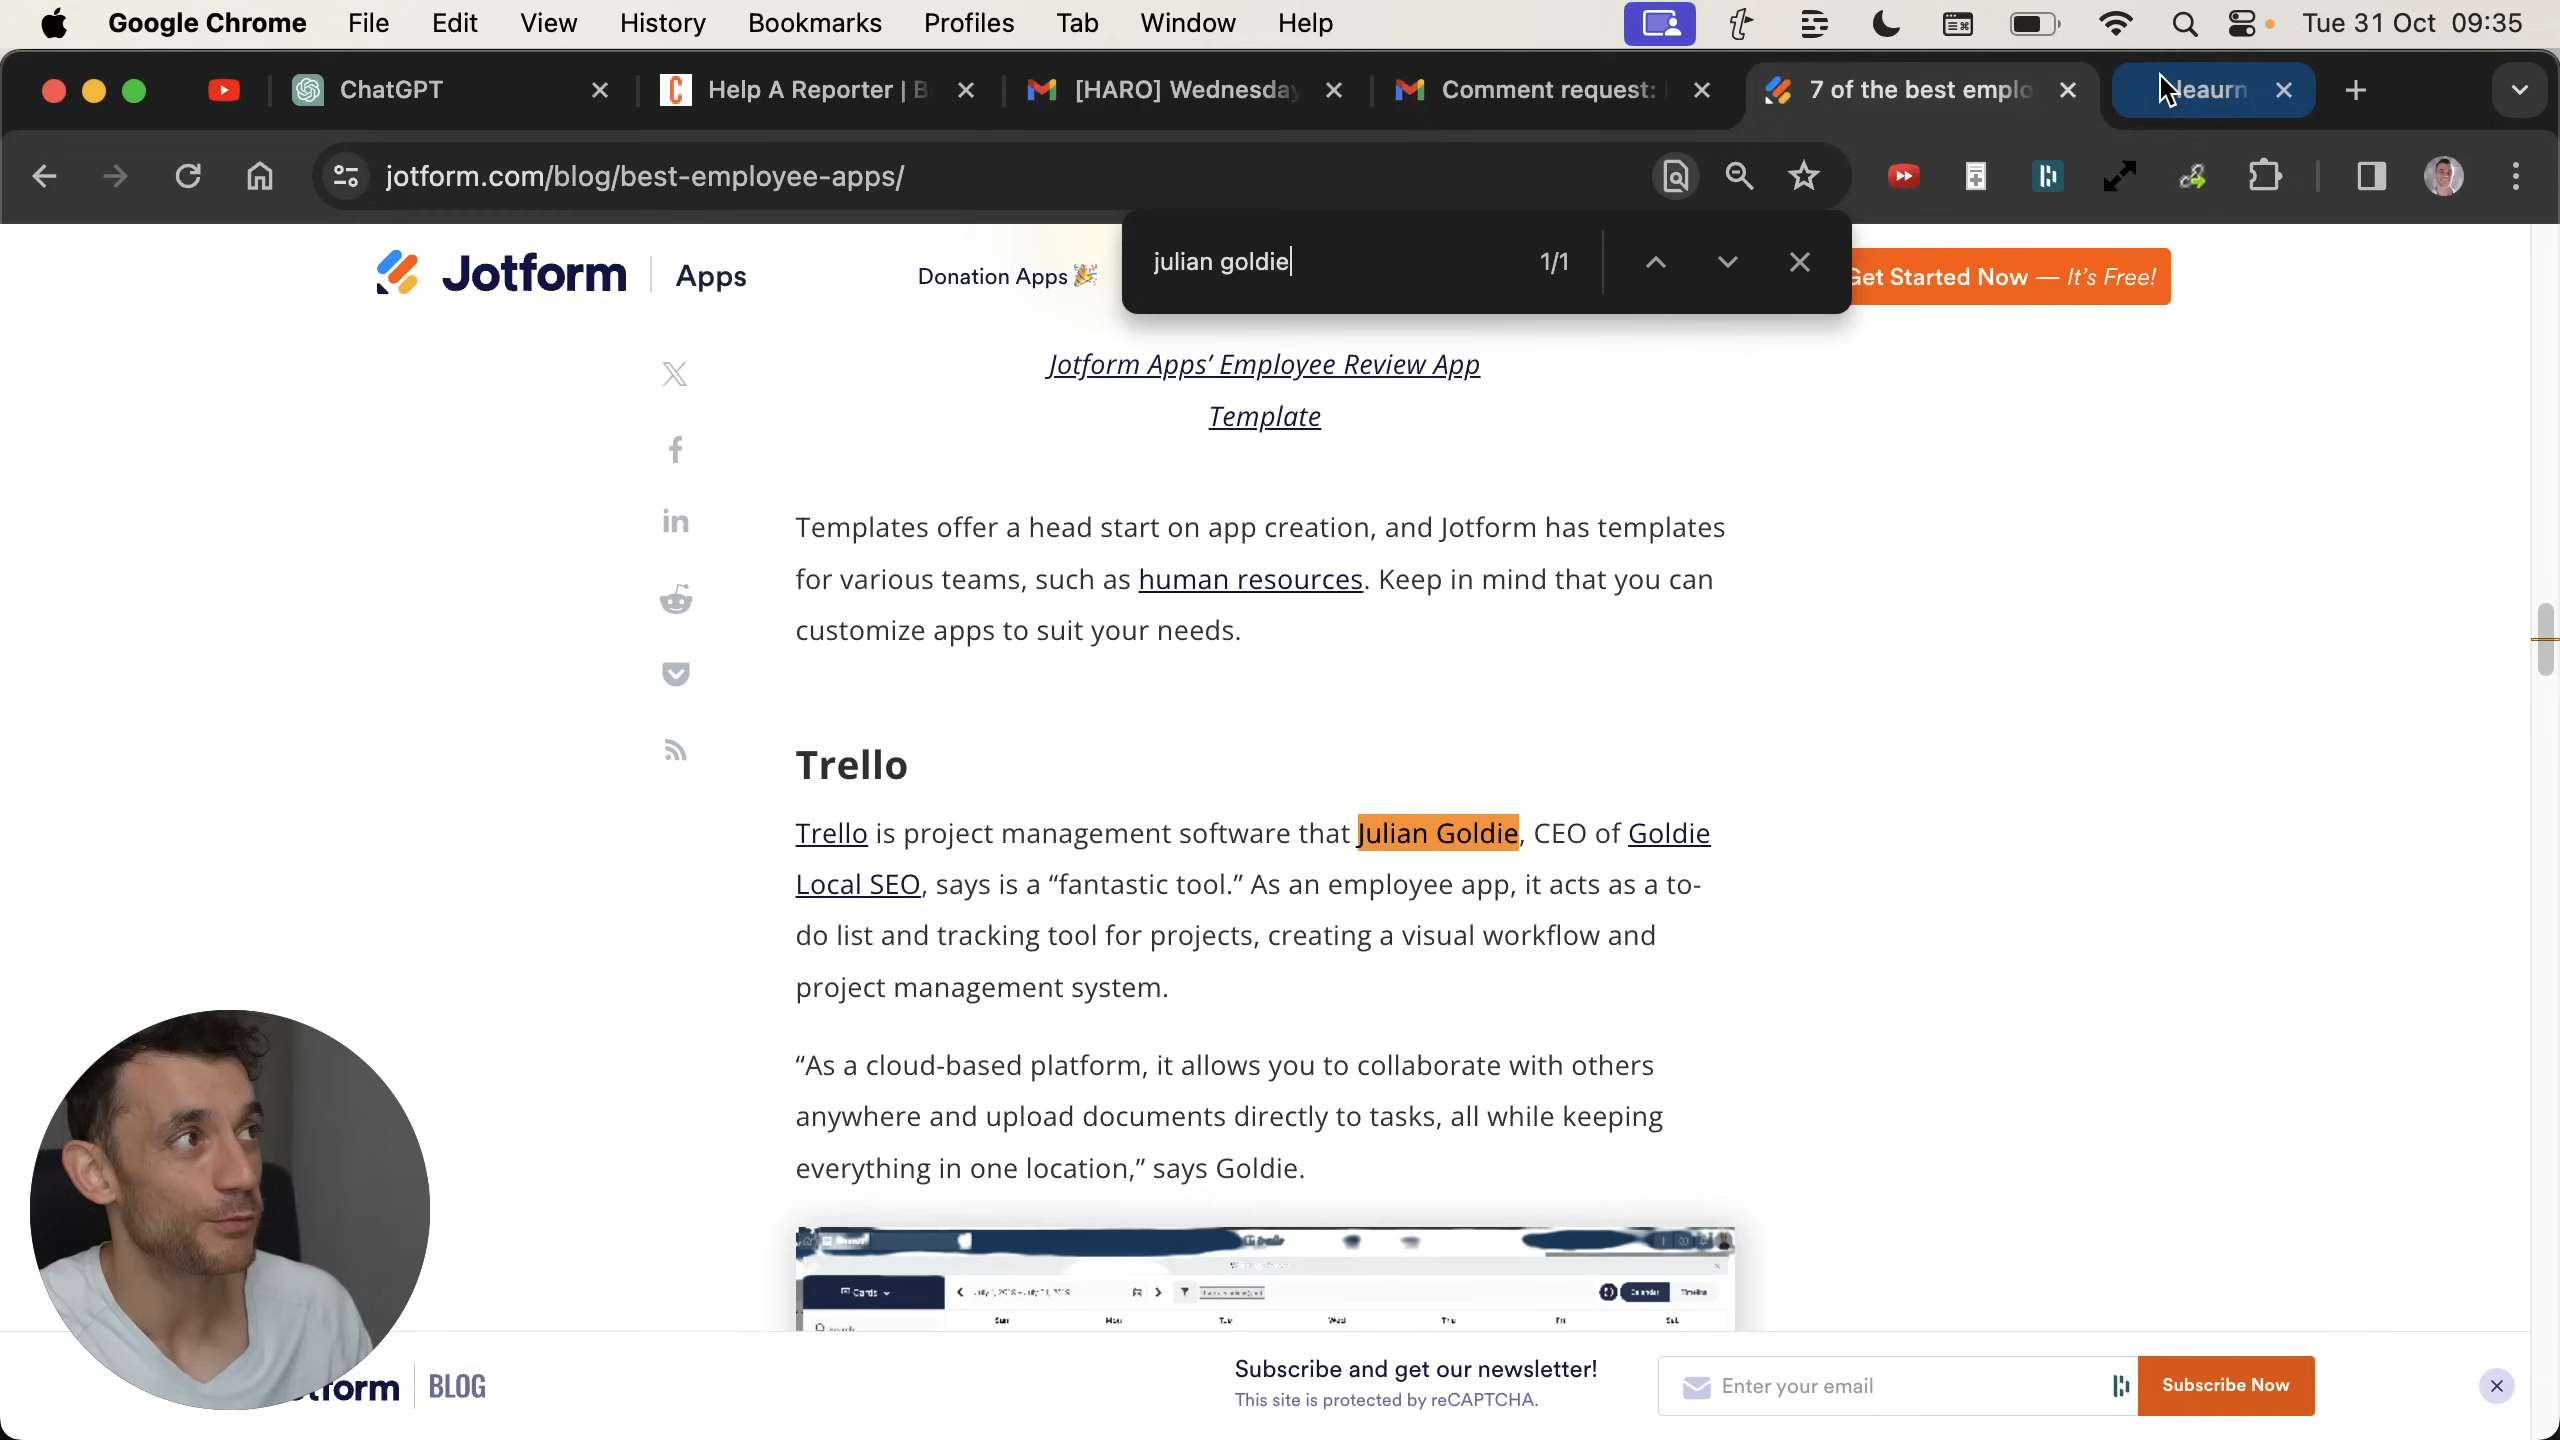 Google Chrome File Edit View History Bookmarks Profiles Tab Window Help Tue 31 Oct 09:35
ChatGPT Help A Reporter | B [HARO] Wednesday Comment request: 7 of the best emplo
jotform.com/blog/best-employee-apps/
julian goldie 1/1
Jotform Apps Donation Apps Get Started Now — It's Free!
Jotform Apps’ Employee Review App
Template
Templates offer a head start on app creation, and Jotform has templates
for various teams, such as human resources. Keep in mind that you can
customize apps to suit your needs.
Trello
Trello is project management software that Julian Goldie, CEO of Goldie
Local SEO, says is a “fantastic tool.” As an employee app, it acts as a to-
do list and tracking tool for projects, creating a visual workflow and
project management system.
“As a cloud-based platform, it allows you to collaborate with others
anywhere and upload documents directly to tasks, all while keeping
everything in one location,” says Goldie.
Cards
Sun Mon Tue Wed Thu Fri Sat
Subscribe and get our newsletter!
This site is protected by reCAPTCHA.
BLOG
Enter your email
Subscribe Now